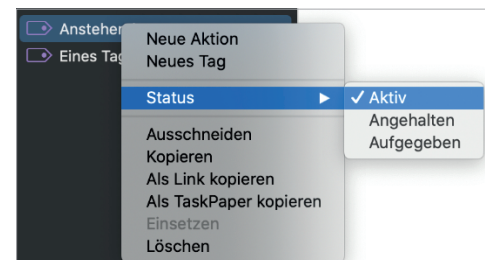 Anstehen
Eines Tag
Neue Aktion
Neues Tag
Status
Ausschneiden
Kopieren
Als Link kopieren
Als TaskPaper kopieren
Einsetzen
Löschen
Aktiv
Angehalten
Aufgegeben